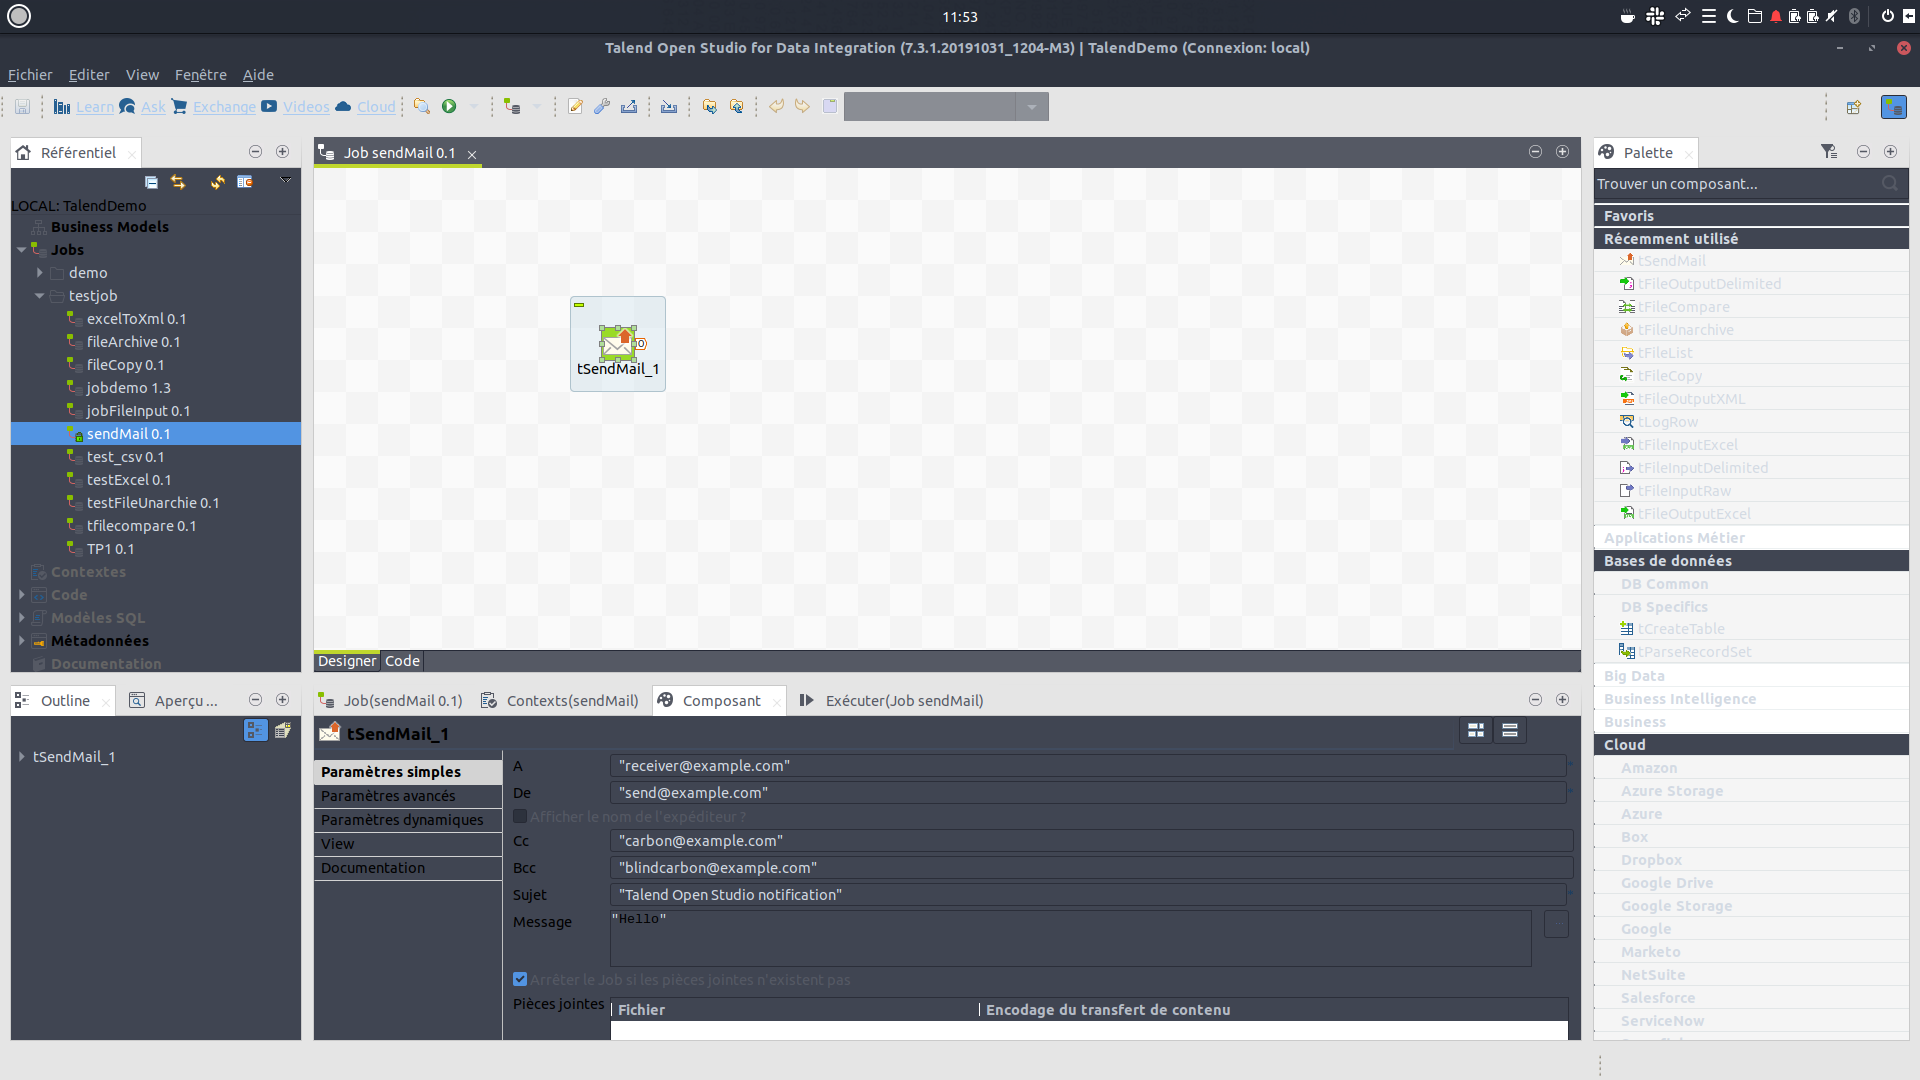 11:53
Talend Open Studio for Data Integration (7.3.1.20191031_1204-M3) | TalendDemo (Connexion: local)
Fichier Editer View Fenêtre Aide
Learn Ask Exchange Videos Cloud
Référentiel
LOCAL: TalendDemo
Business Models
Jobs
demo
testjob
excelToXml 0.1
fileArchive 0.1
fileCopy 0.1
jobdemo 1.3
jobFileInput 0.1
sendMail 0.1
test_csv 0.1
testExcel 0.1
testFileUnarchie 0.1
tfilecompare 0.1
TP1 0.1
Contextes
Code
Modèles SQL
Métadonnées
Documentation
Job sendMail 0.1
tSendMail_1
Designer Code
Palette
Trouver un composant...
Favoris
Récemment utilisé
tSendMail
tFileOutputDelimited
tFileCompare
tFileUnarchive
tFileList
tFileCopy
tFileOutputXML
tLogRow
tFileInputExcel
tFileInputDelimited
tFileInputRaw
tFileOutputExcel
Applications Métier
Bases de données
DB Common
DB Specifics
tCreateTable
tParseRecordSet
Big Data
Business Intelligence
Business
Cloud
Amazon
Azure Storage
Azure
Box
Dropbox
Google Drive
Google Storage
Google
Marketo
NetSuite
Salesforce
ServiceNow
Outline Aperçu ...
tSendMail_1
Job(sendMail 0.1) Contexts(sendMail) Composant Exécuter(Job sendMail)
tSendMail_1
Paramètres simples
Paramètres avancés
Paramètres dynamiques
View
Documentation
A "receiver@example.com"
De "send@example.com"
Afficher le nom de l'expéditeur ?
Cc "carbon@example.com"
Bcc "blindcarbon@example.com"
Sujet "Talend Open Studio notification"
Message "Hello"
Arrêter le Job si les pièces jointes n'existent pas
Pièces jointes Fichier Encodage du transfert de contenu